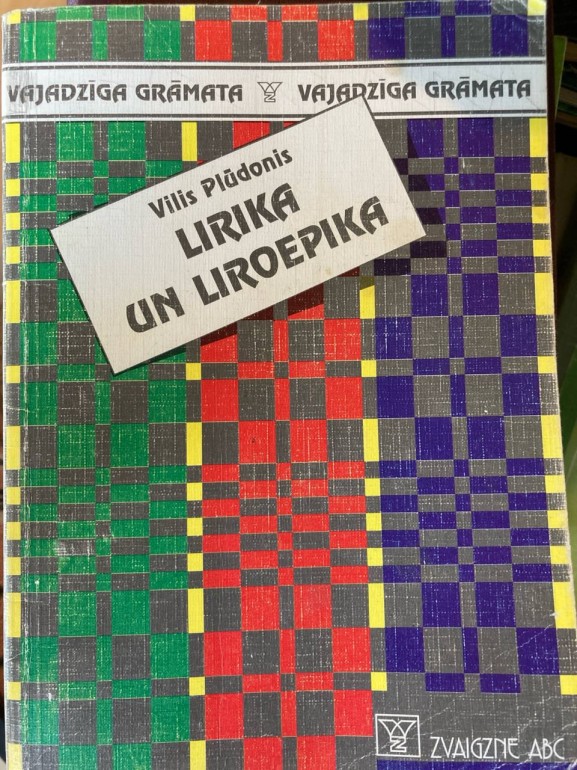 VAJADZĪGA GRĀMATA VAJADZĪGA GRĀMATA
Vilis Plūdonis
LIRIKA
UN LIROEPIKA
ZVAIGZNE ABC